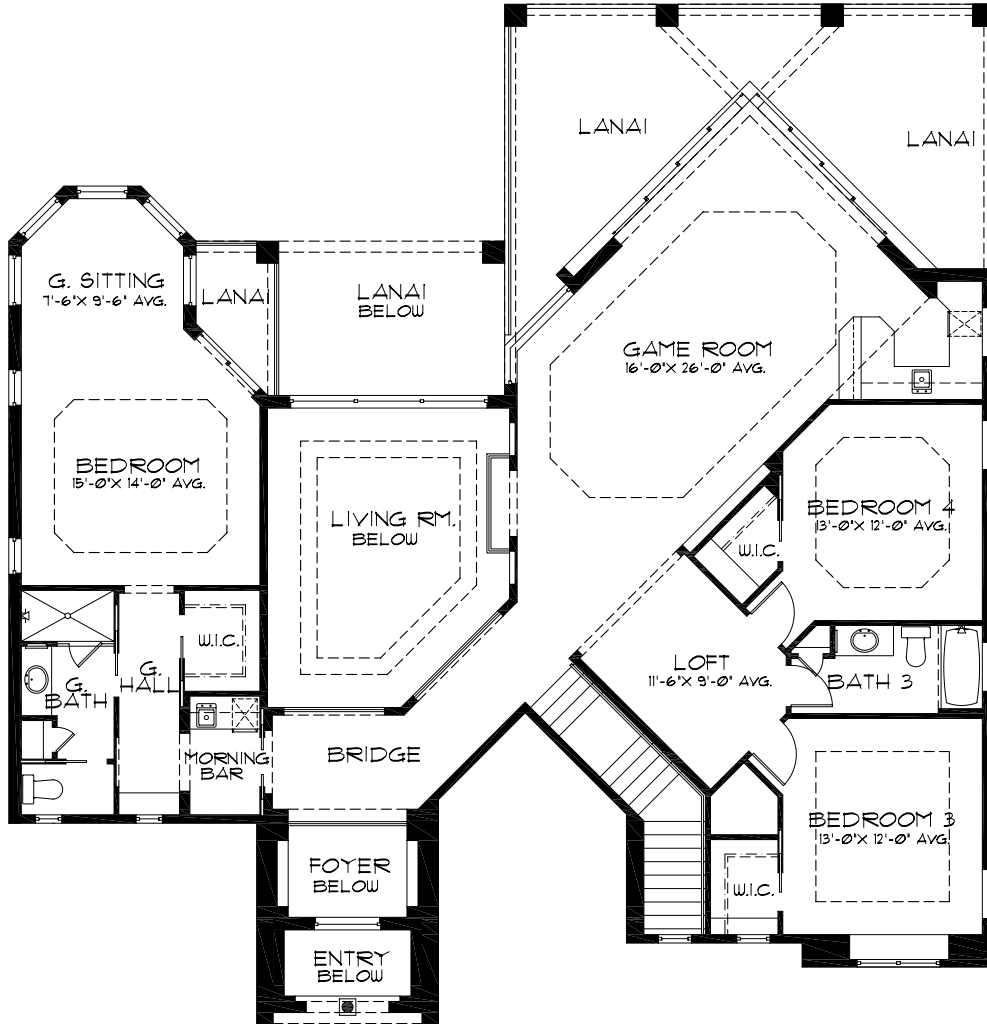 LANAI
LANAI
G. SITTING
7'-6"X 9'-6" AVG.
LANAI
LANAI
BELOW
GAME ROOM
16'-0"X 26'-0" AVG.
BEDROOM
15'-0"X 14'-0" AVG.
LIVING RM.
BELOW
BEDROOM 4
13'-0"X 12'-0" AVG.
W.I.C.
W.I.C.
G.
HALL
G.
BATH
LOFT
11'-6"X 9'-0" AVG.
BATH 3
MORNING
BAR
BRIDGE
BEDROOM 3
13'-0"X 12'-0" AVG.
FOYER
BELOW
W.I.C.
ENTRY
BELOW